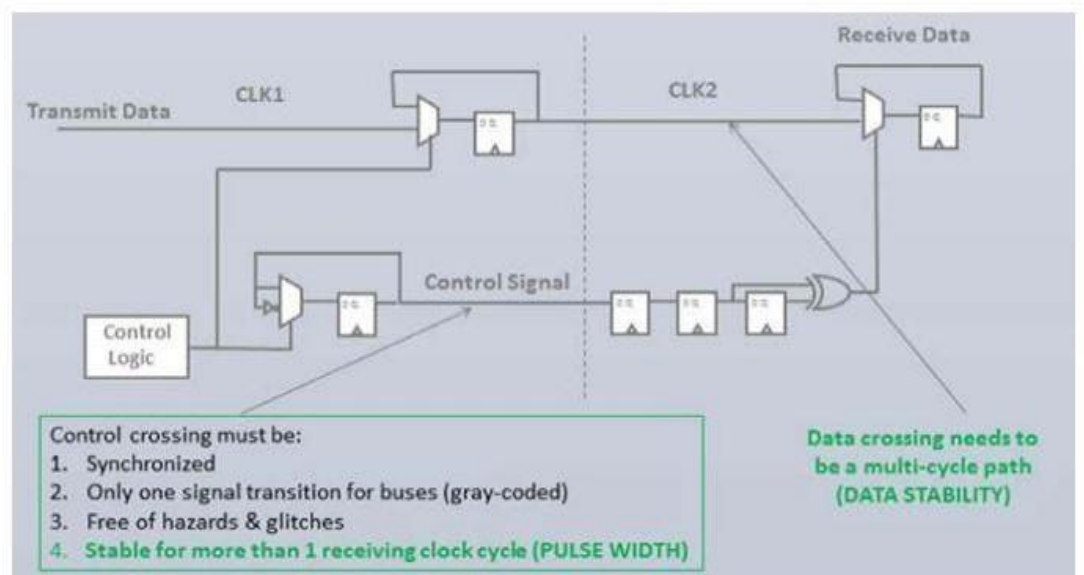 Receive Data
CLK1
CLK2
Transmit Data
Control Signal
Control
Logic
Control crossing must be:
1. Synchronized
2. Only one signal transition for buses (gray-coded)
3. Free of hazards & glitches
4. Stable for more than 1 receiving clock cycle (PULSE WIDTH)
Data crossing needs to
be a multi-cycle path
(DATA STABILITY)